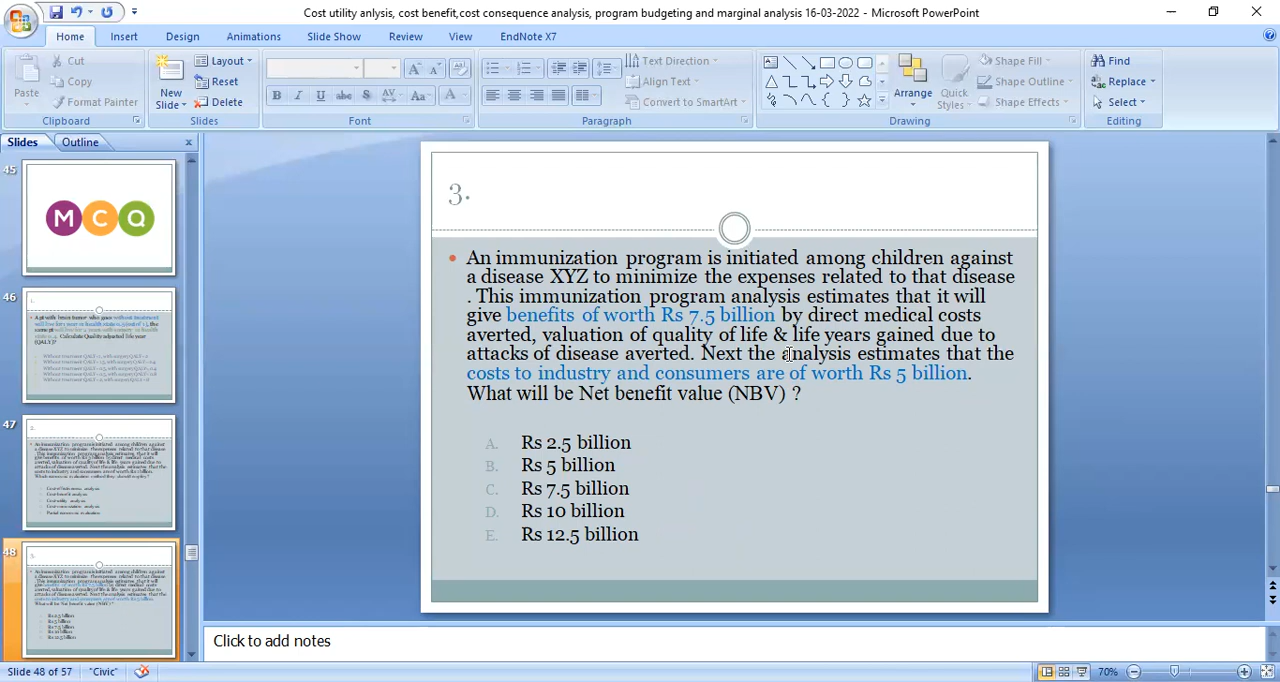 Cost utility anlysis, cost benefit, cos consequence analysis, program budgeting and marginal analysis 16-03-2022 - Microsoft PowerPoint
Home Insert Design Animations Slide Show Review View EndNote X7
Paste
Cut
Copy
Format Painter
Clipboard
New Slide
Layout
Reset
Delete
Slides
Font
Text Direction
Align Text
Convert to SmartArt
Paragraph
Arrange
Quick Styles
Shape Fill
Shape Outline
Shape Effects
Drawing
Find
Replace
Select
Editing
Slides Outline
45
M C Q
46
47
48
3.
An immunization program is initiated among children against
a disease XYZ to minimize the expenses related to that disease
. This immunization program analysis estimates that it will
give benefits of worth Rs 7.5 billion by direct medical costs
averted, valuation of quality of life & life years gained due to
attacks of disease averted. Next the analysis estimates that the
costs to industry and consumers are of worth Rs 5 billion.
What will be Net benefit value (NBV) ?
A. Rs 2.5 billion
B. Rs 5 billion
C. Rs 7.5 billion
D. Rs 10 billion
E. Rs 12.5 billion
Click to add notes
Slide 48 of 57 "Civic" 70%